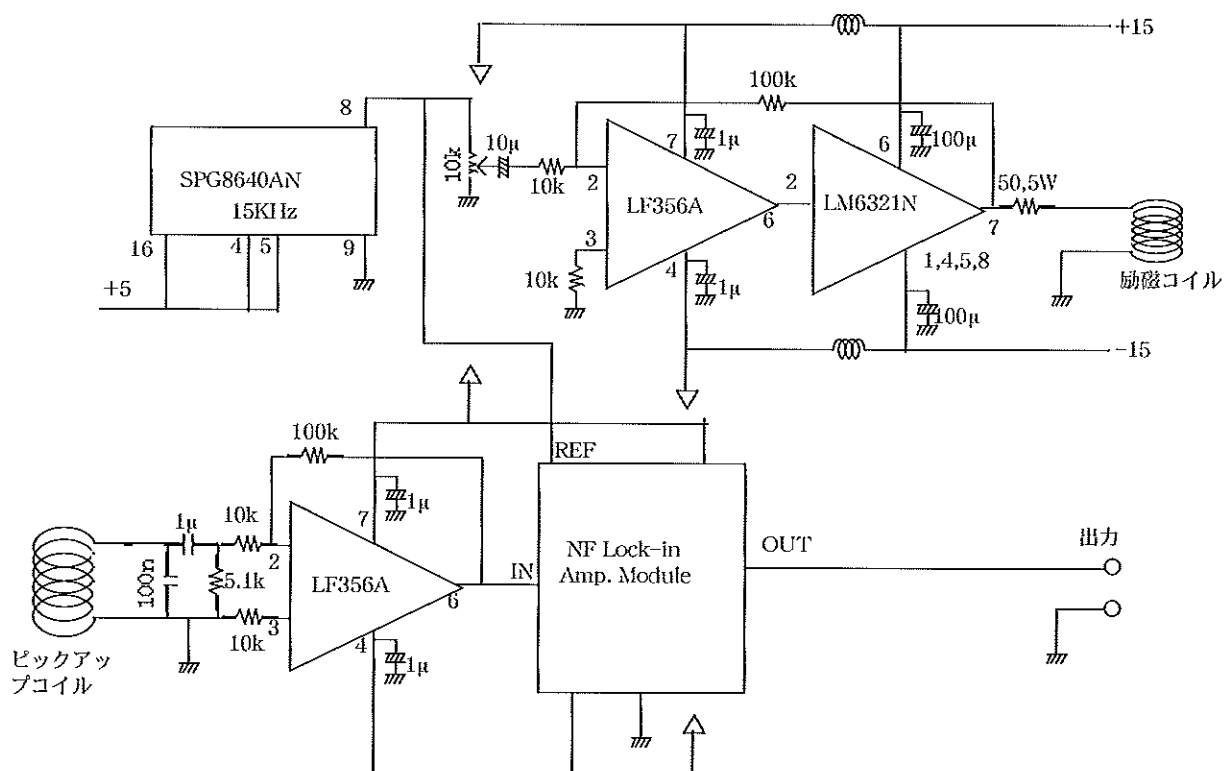 +15
100k
8
7
1μ
6
100μ
10k
10μ
10k
2
SPG8640AN
15KHz
LF356A
6
2
LM6321N
50,5W
7
16
4
5
9
3
10k
4
1μ
1,4,5,8
100μ
励磁コイル
+5
-15
100k
REF
7
1μ
1μ
10k
2
100n
5.1k
LF356A
6
IN
NF Lock-in
Amp. Module
OUT
出力
3
10k
4
1μ
ピックアッ
プコイル